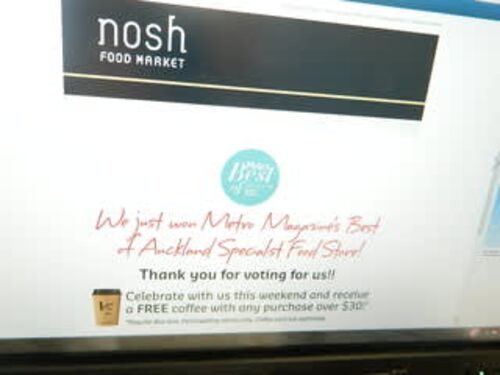 nosh
FOOD MARKET
Best
We just won Metro Magazine's Best
of Auckland Specialist Food Store!
Thank you for voting for us!!
Celebrate with us this weekend and receive
a FREE coffee with any purchase over $30!*